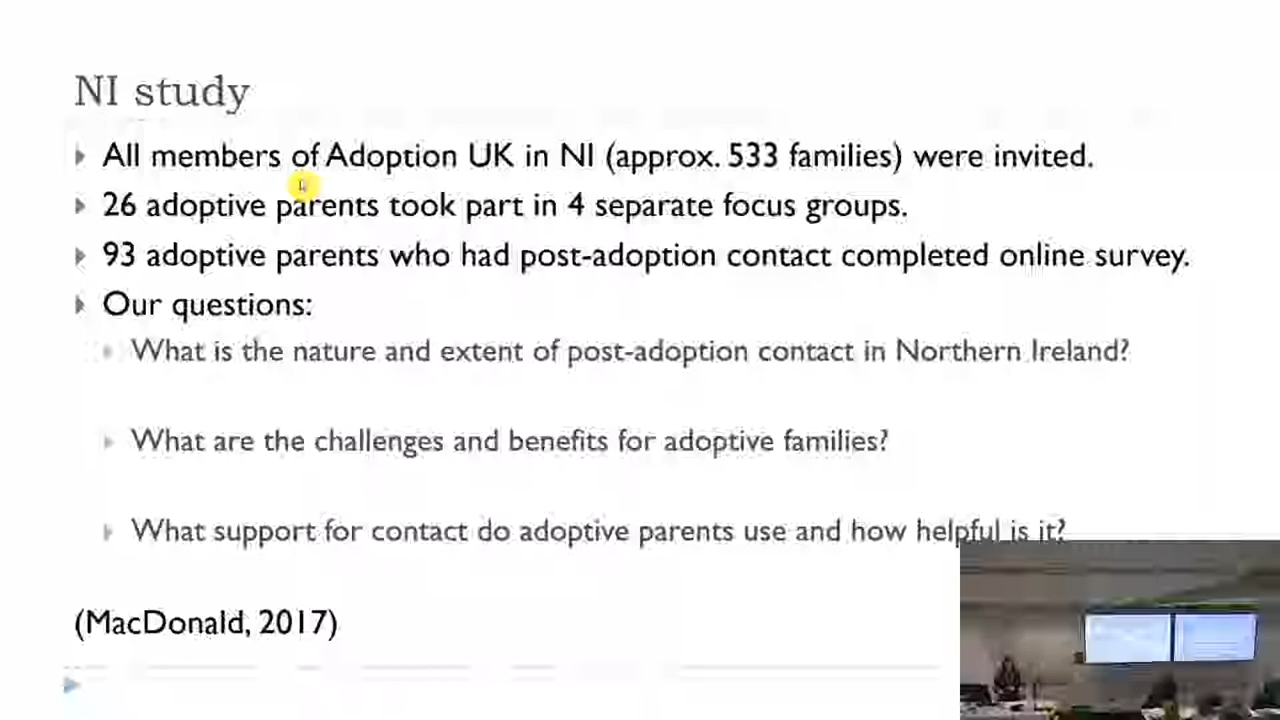 NI study
All members of Adoption UK in NI (approx. 533 families) were invited.
26 adoptive parents took part in 4 separate focus groups.
93 adoptive parents who had post-adoption contact completed online survey.
Our questions:
What is the nature and extent of post-adoption contact in Northern Ireland?
What are the challenges and benefits for adoptive families?
What support for contact do adoptive parents use and how helpful is it?
(MacDonald, 2017)